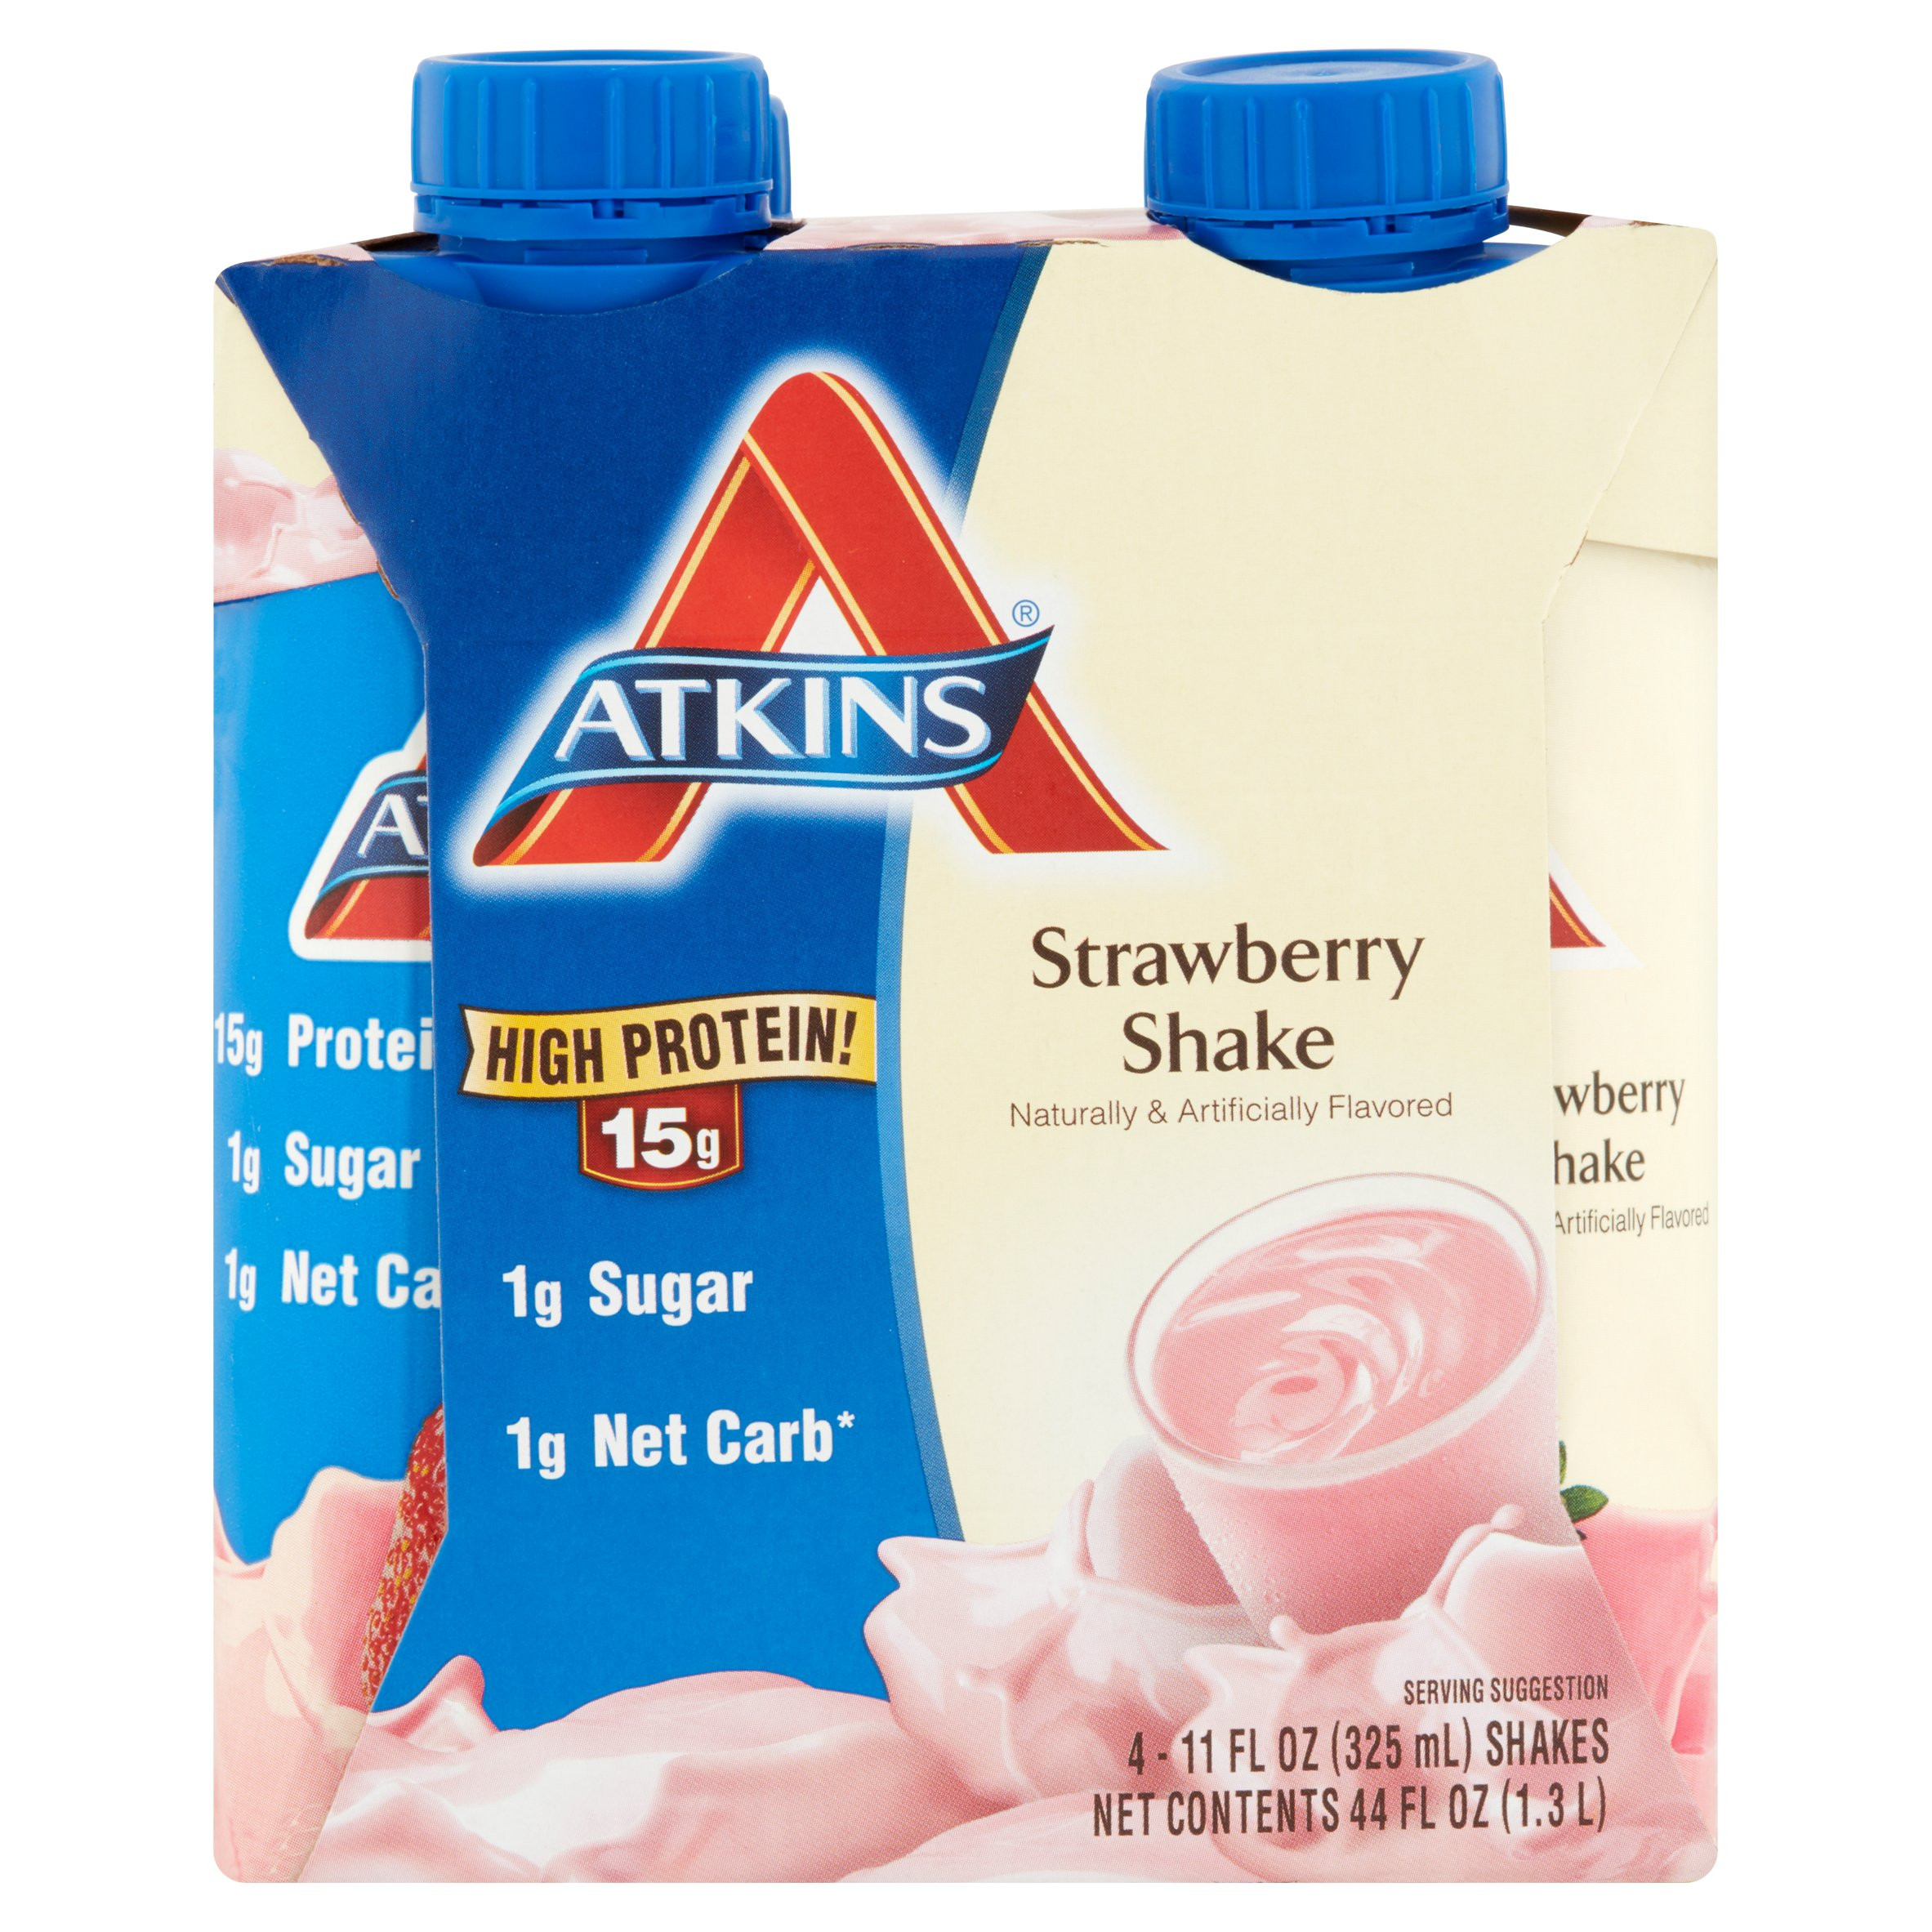 ATKINS
®
HIGH PROTEIN!
15g
1g Sugar
1g Net Carb*
Strawberry
Shake
Naturally & Artificially Flavored
SERVING SUGGESTION
4 - 11 FL OZ (325 mL) SHAKES
NET CONTENTS 44 FL OZ (1.3 L)
AT
15g Protei
1g Sugar
1g Net Ca
wberry
hake
Artificially Flavored